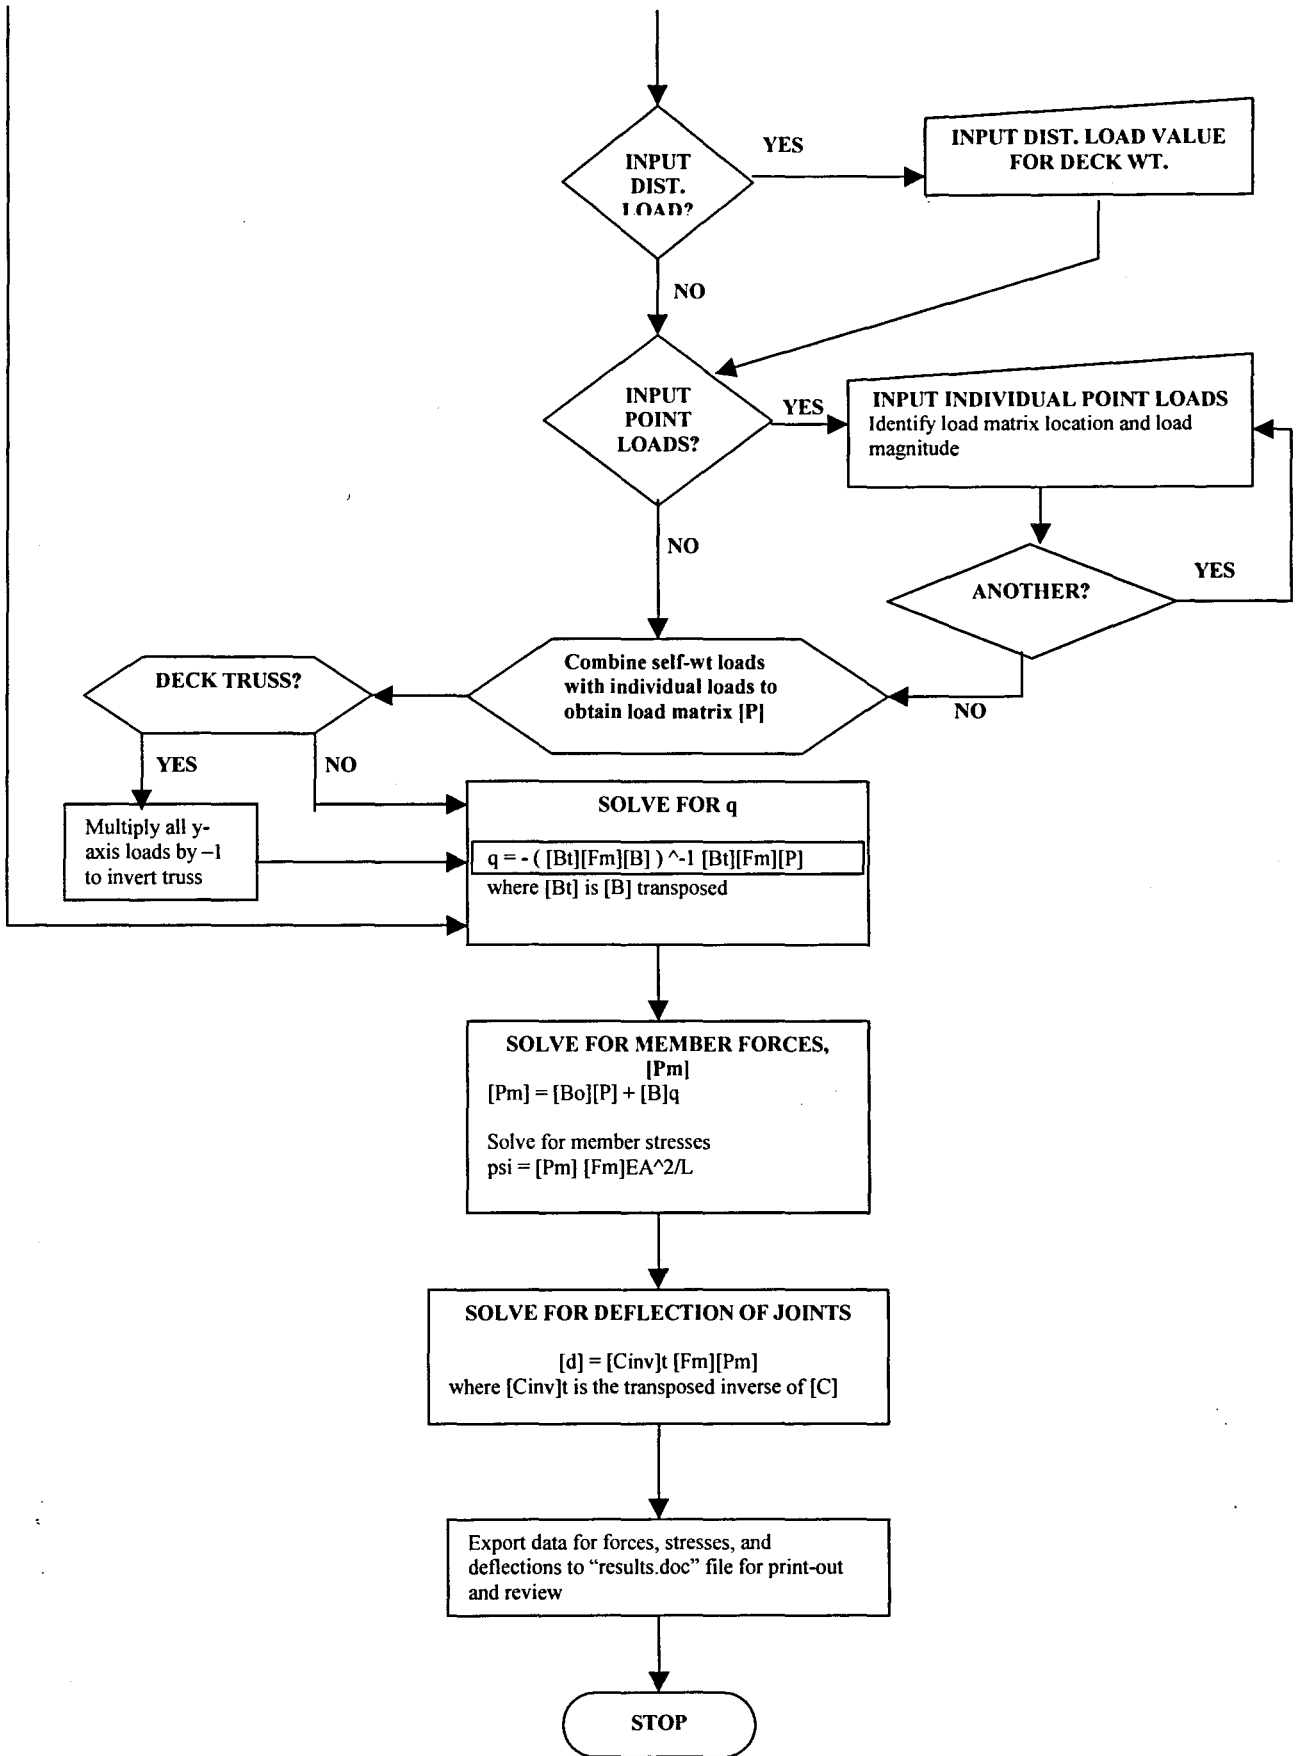 INPUT
DIST.
LOAD?
YES
INPUT DIST. LOAD VALUE
FOR DECK WT.
NO
INPUT
POINT
LOADS?
YES
INPUT INDIVIDUAL POINT LOADS
Identify load matrix location and load
magnitude
NO
ANOTHER?
YES
NO
Combine self-wt loads
with individual loads to
obtain load matrix [P]
DECK TRUSS?
YES
NO
Multiply all y-
axis loads by –1
to invert truss
SOLVE FOR q
q = - ( [Bt][Fm][B] ) ^-1 [Bt][Fm][P]
where [Bt] is [B] transposed
SOLVE FOR MEMBER FORCES,
[Pm]
[Pm] = [Bo][P] + [B]q
Solve for member stresses
psi = [Pm] [Fm]EA^2/L
SOLVE FOR DEFLECTION OF JOINTS
[d] = [Cinv]t [Fm][Pm]
where [Cinv]t is the transposed inverse of [C]
Export data for forces, stresses, and
deflections to “results.doc” file for print-out
and review
STOP